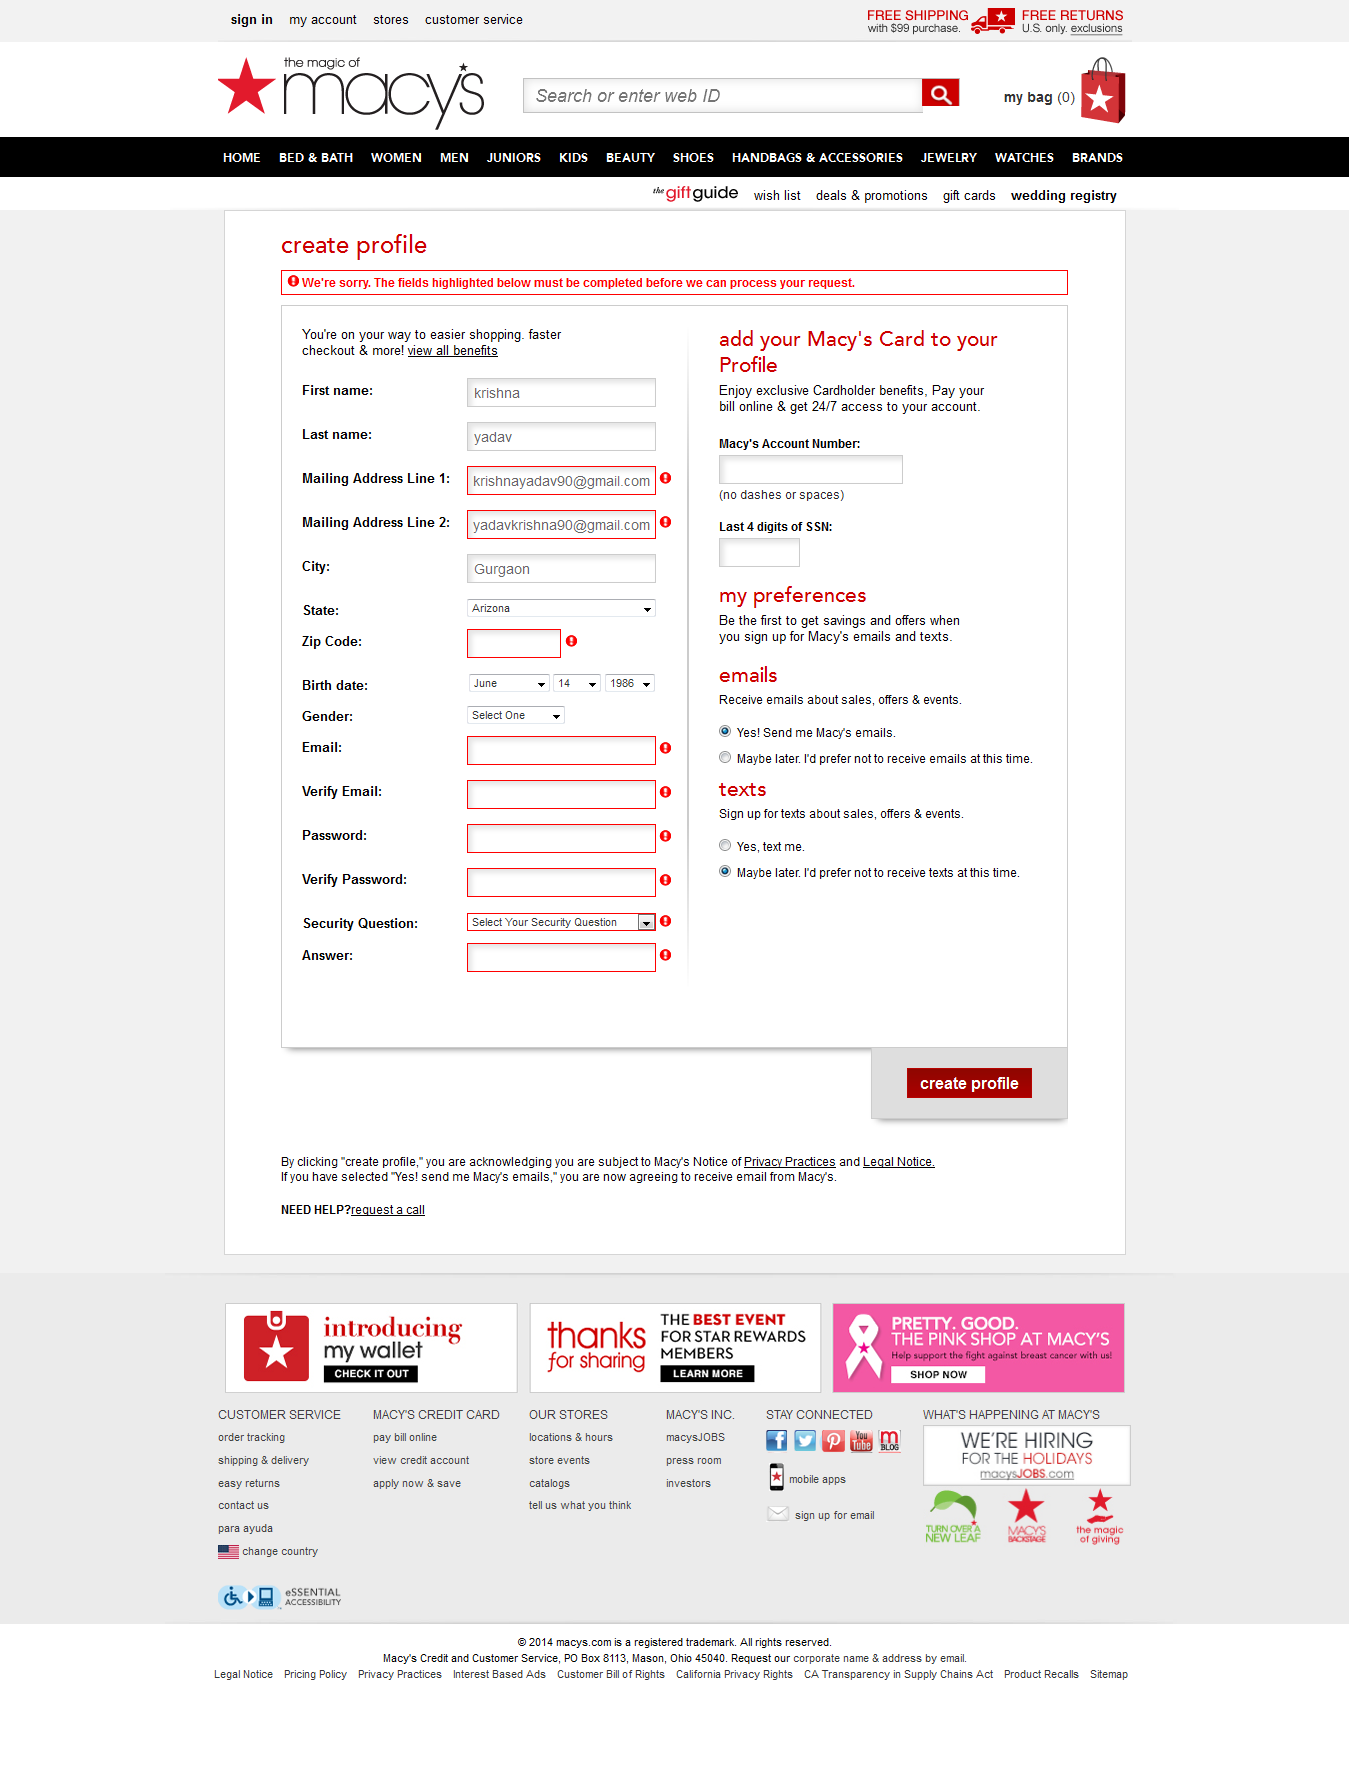 sign in my account stores customer service
FREE SHIPPING with $99 purchase. FREE RETURNS U.S. only. exclusions
the magic of
macy's
Search or enter web ID
my bag (0)
HOME BED & BATH WOMEN MEN JUNIORS KIDS BEAUTY SHOES HANDBAGS & ACCESSORIES JEWELRY WATCHES BRANDS
the gift guide wish list deals & promotions gift cards wedding registry
create profile
We're sorry. The fields highlighted below must be completed before we can process your request.
You're on your way to easier shopping. faster
checkout & more! view all benefits
First name: krishna
Last name: yadav
Mailing Address Line 1: krishnayadav90@gmail.com
Mailing Address Line 2: yadavkrishna90@gmail.com
City: Gurgaon
State: Arizona
Zip Code:
Birth date: June 14 1986
Gender: Select One
Email:
Verify Email:
Password:
Verify Password:
Security Question: Select Your Security Question
Answer:
add your Macy's Card to your
Profile
Enjoy exclusive Cardholder benefits, Pay your
bill online & get 24/7 access to your account.
Macy's Account Number:
(no dashes or spaces)
Last 4 digits of SSN:
my preferences
Be the first to get savings and offers when
you sign up for Macy's emails and texts.
emails
Receive emails about sales, offers & events.
Yes! Send me Macy's emails.
Maybe later. I'd prefer not to receive emails at this time.
texts
Sign up for texts about sales, offers & events.
Yes, text me.
Maybe later. I'd prefer not to receive texts at this time.
create profile
By clicking "create profile," you are acknowledging you are subject to Macy's Notice of Privacy Practices and Legal Notice.
If you have selected "Yes! send me Macy's emails," you are now agreeing to receive email from Macy's.
NEED HELP?request a call
introducing
my wallet
CHECK IT OUT
thanks
for sharing
THE BEST EVENT
FOR STAR REWARDS
MEMBERS
LEARN MORE
PRETTY. GOOD.
THE PINK SHOP AT MACY'S
Help support the fight against breast cancer with us!
SHOP NOW
CUSTOMER SERVICE
order tracking
shipping & delivery
easy returns
contact us
para ayuda
change country
eSSENTIAL
ACCESSIBILITY
MACY'S CREDIT CARD
pay bill online
view credit account
apply now & save
OUR STORES
locations & hours
store events
catalogs
tell us what you think
MACY'S INC.
macysJOBS
press room
investors
STAY CONNECTED
f You Tube m BLOG
mobile apps
sign up for email
WHAT'S HAPPENING AT MACY'S
WE'RE HIRING
FOR THE HOLIDAYS
macysJOBS.com
TURN OVER A
NEW LEAF
MACYS
BACKSTAGE
the magic
of giving
© 2014 macys.com is a registered trademark. All rights reserved.
Macy's Credit and Customer Service, PO Box 8113, Mason, Ohio 45040. Request our corporate name & address by email.
Legal Notice Pricing Policy Privacy Practices Interest Based Ads Customer Bill of Rights California Privacy Rights CA Transparency in Supply Chains Act Product Recalls Sitemap